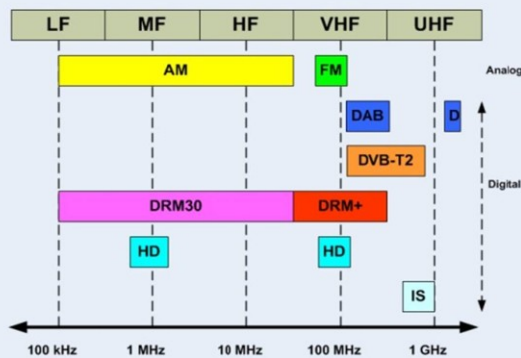 LF MF HF VHF UHF
AM FM Analog
DAB D
DVB-T2
Digital
DRM30 DRM+
HD HD
IS
100 kHz 1 MHz 10 MHz 100 MHz 1 GHz